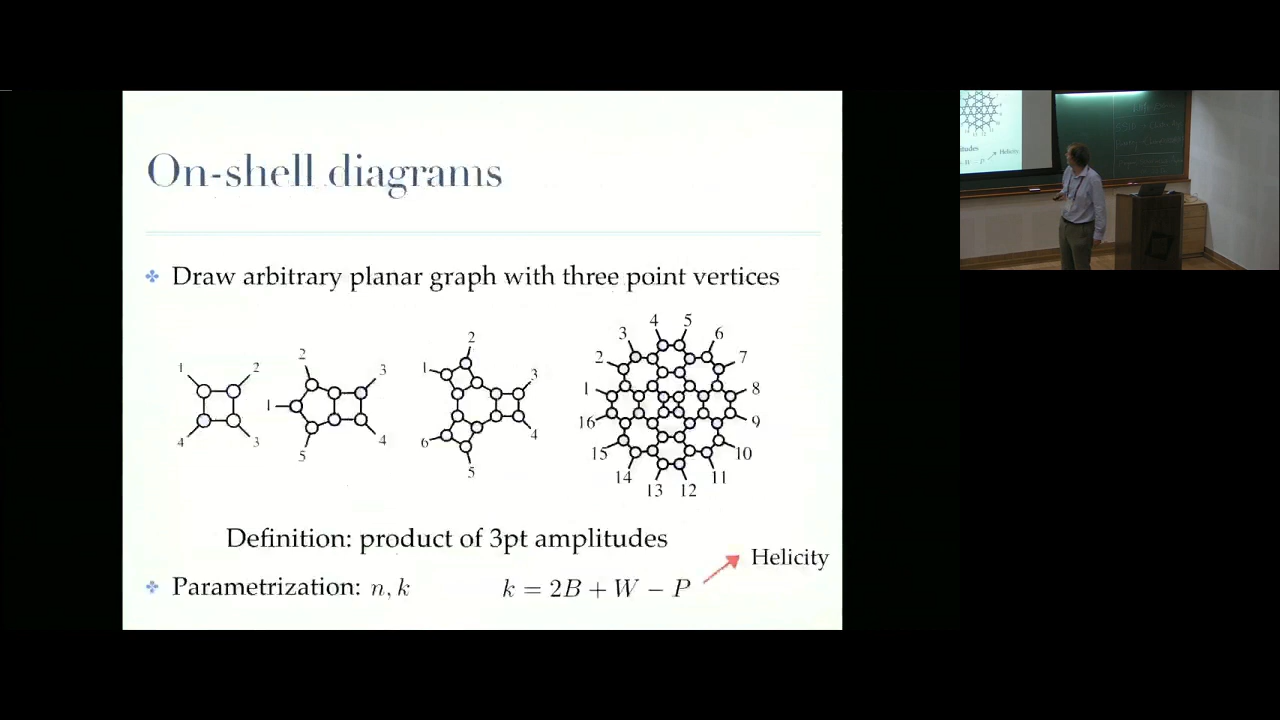 On-shell diagrams
Draw arbitrary planar graph with three point vertices
1 2 3 4
1 2 3 4 5
1 2 3 4 5 6
1 2 3 4 5 6 7 8 9 10 11 12 13 14 15 16
Definition: product of 3pt amplitudes
Helicity
Parametrization: n, k k = 2B + W − P